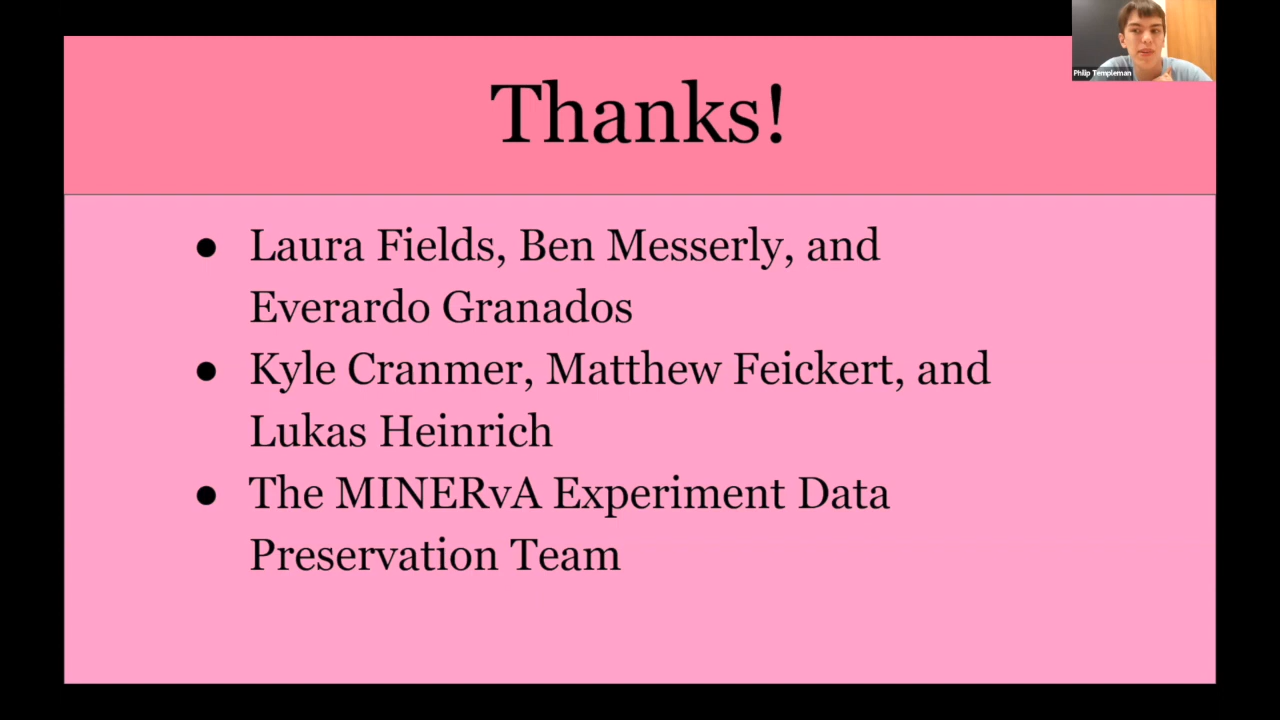 Thanks!
Philip Templeman
● Laura Fields, Ben Messerly, and
Everardo Granados
● Kyle Cranmer, Matthew Feickert, and
Lukas Heinrich
● The MINERvA Experiment Data
Preservation Team